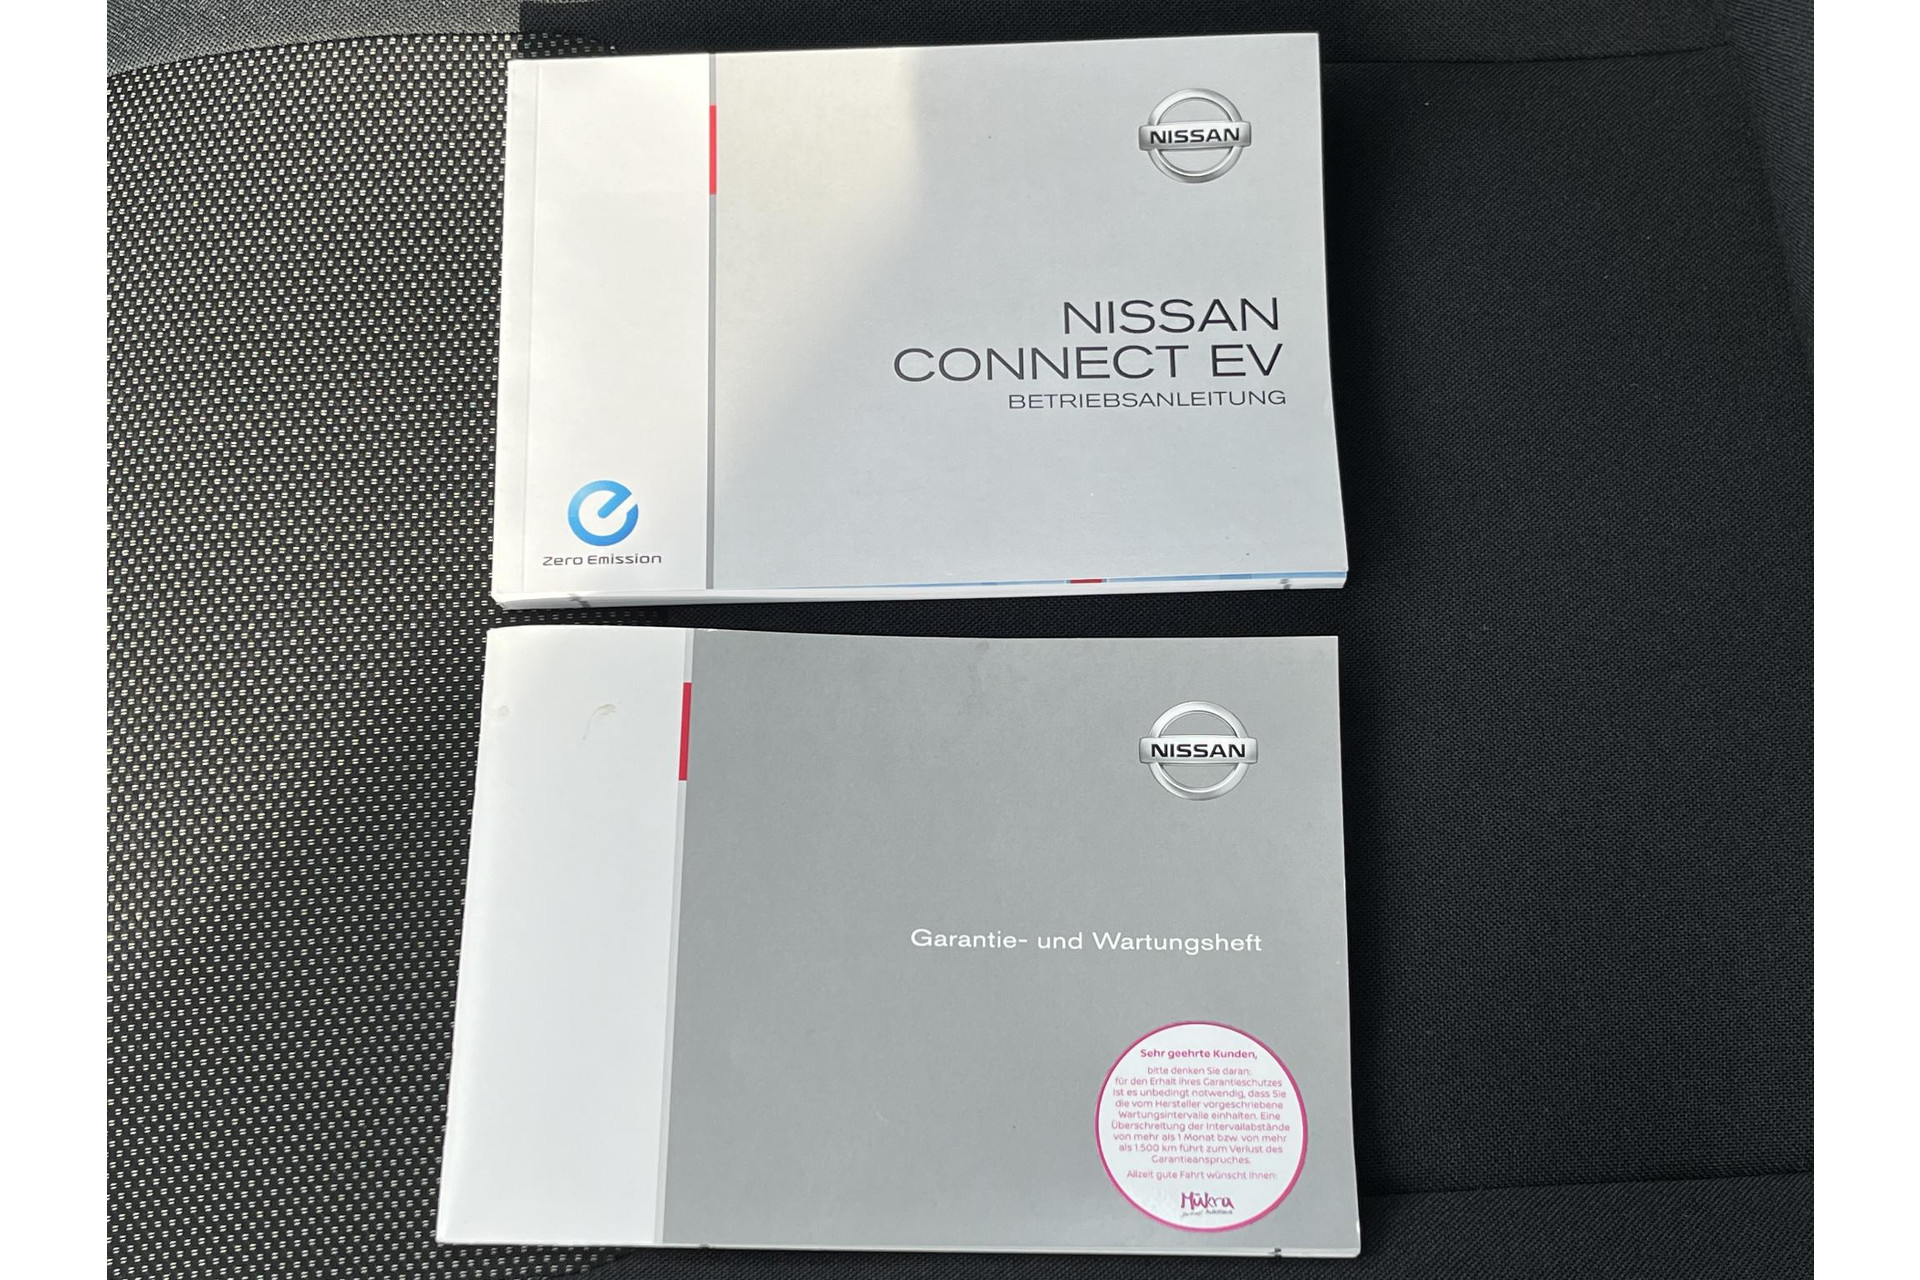 NISSAN
NISSAN
CONNECT EV
BETRIEBSANLEITUNG
Zero Emission
NISSAN
Garantie- und Wartungsheft
Sehr geehrte Kunden,
bitte denken Sie daran:
für den Erhalt Ihres Garantieschutzes
ist es unbedingt notwendig, dass Sie
die vom Hersteller vorgeschriebene
Wartungsintervalle einhalten. Eine
Überschreitung der Intervallabstände
von mehr als 1 Monat bzw. von mehr
als 1.500 km führt zum Verlust des
Garantieanspruches.
Allzeit gute Fahrt wünscht Ihnen:
Mükra